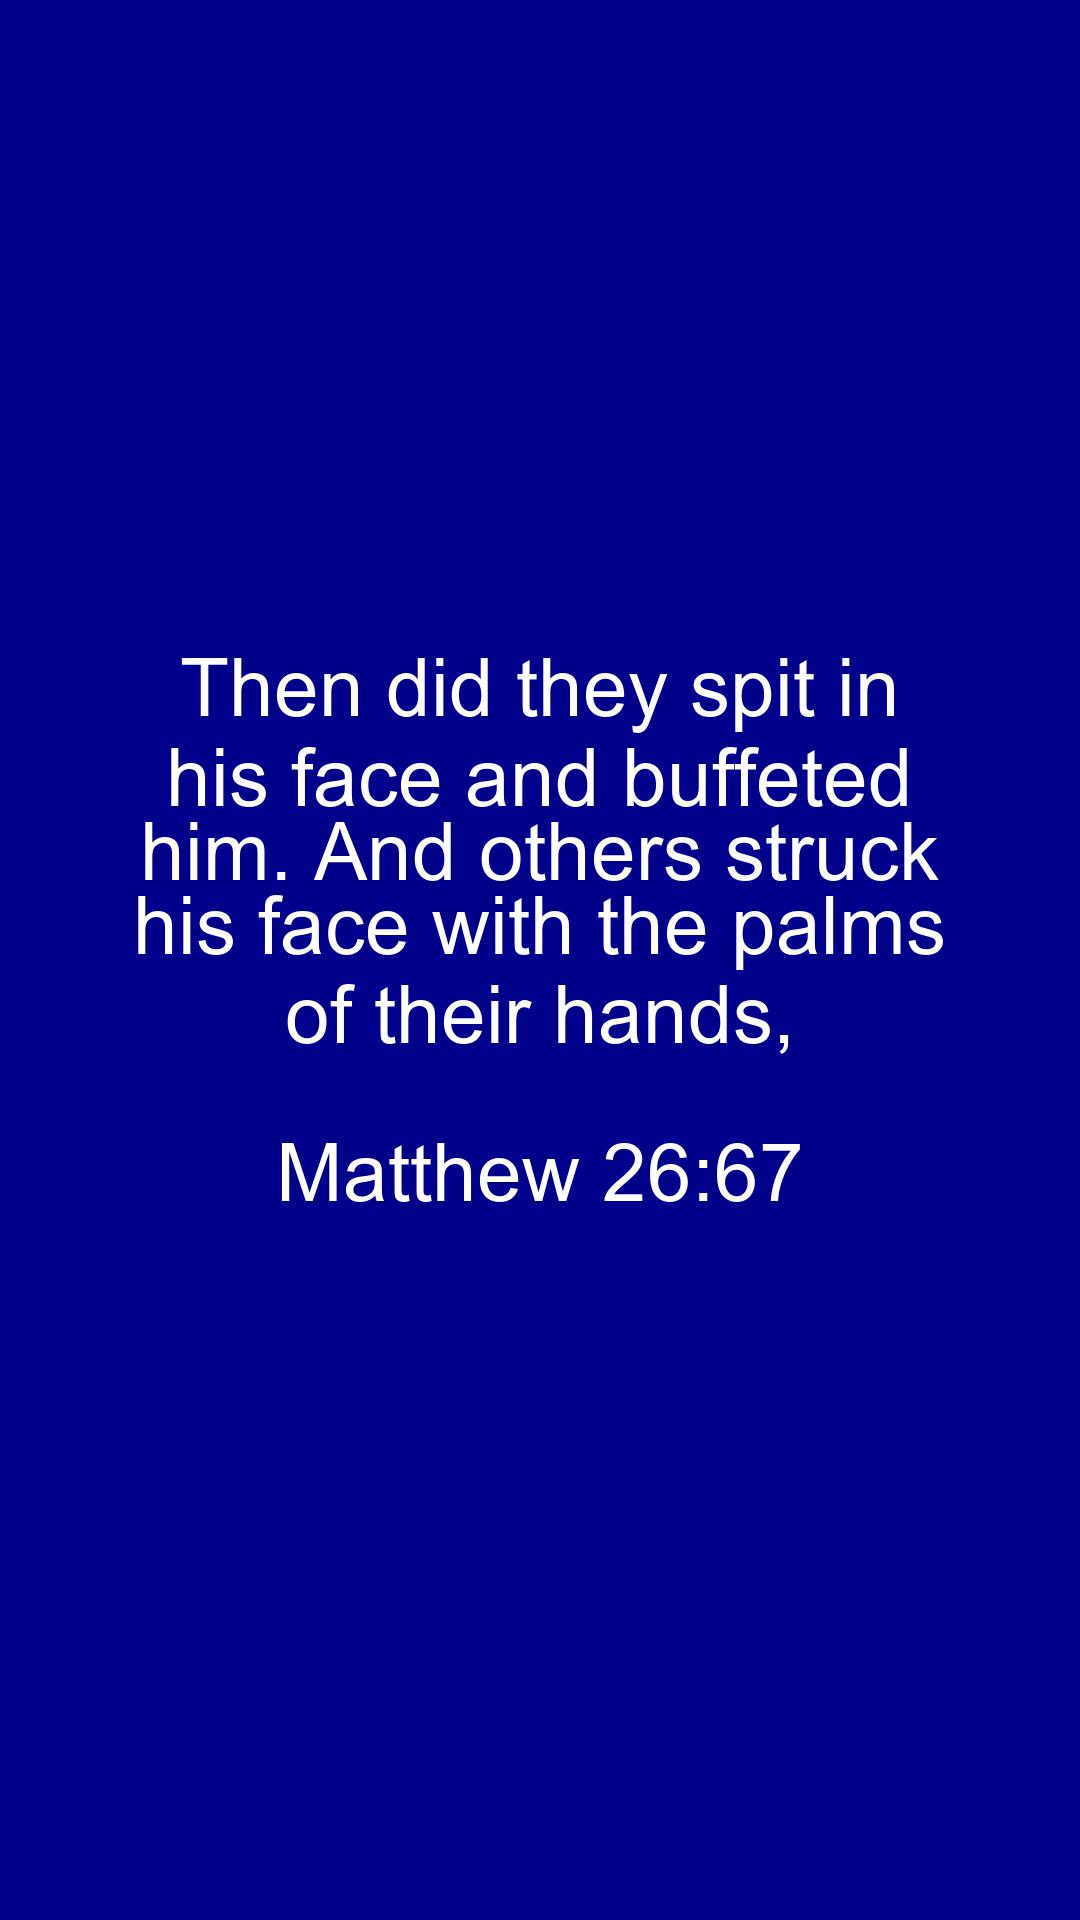 Then did they spit in
his face and buffeted
him. And others struck
his face with the palms
of their hands,
Matthew 26:67